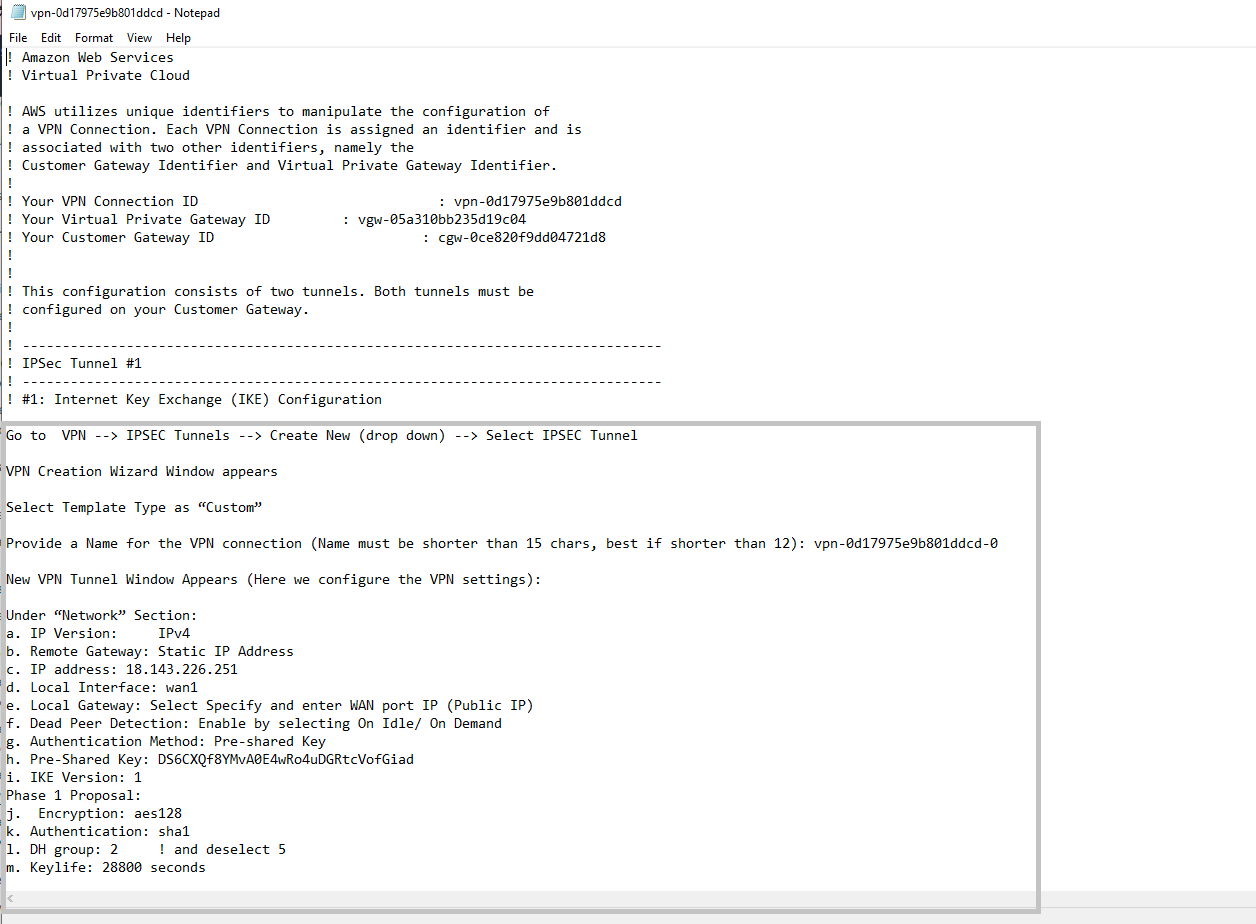 vpn-0d17975e9b801ddcd - Notepad
File Edit Format View Help
! Amazon Web Services
! Virtual Private Cloud
! AWS utilizes unique identifiers to manipulate the configuration of
! a VPN Connection. Each VPN Connection is assigned an identifier and is
! associated with two other identifiers, namely the
! Customer Gateway Identifier and Virtual Private Gateway Identifier.
!
! Your VPN Connection ID : vpn-0d17975e9b801ddcd
! Your Virtual Private Gateway ID : vgw-05a310bb235d19c04
! Your Customer Gateway ID : cgw-0ce820f9dd04721d8
!
!
! This configuration consists of two tunnels. Both tunnels must be
! configured on your Customer Gateway.
!
! --------------------------------------------------------------------------------
! IPSec Tunnel #1
! --------------------------------------------------------------------------------
! #1: Internet Key Exchange (IKE) Configuration
Go to  VPN --> IPSEC Tunnels --> Create New (drop down) --> Select IPSEC Tunnel
VPN Creation Wizard Window appears
Select Template Type as “Custom”
Provide a Name for the VPN connection (Name must be shorter than 15 chars, best if shorter than 12): vpn-0d17975e9b801ddcd-0
New VPN Tunnel Window Appears (Here we configure the VPN settings):
Under “Network” Section:
a. IP Version: IPv4
b. Remote Gateway: Static IP Address
c. IP address: 18.143.226.251
d. Local Interface: wan1
e. Local Gateway: Select Specify and enter WAN port IP (Public IP)
f. Dead Peer Detection: Enable by selecting On Idle/ On Demand
g. Authentication Method: Pre-shared Key
h. Pre-Shared Key: DS6CXQf8YMvA0E4wRo4uDGRtcVofGiad
i. IKE Version: 1
Phase 1 Proposal:
j.  Encryption: aes128
k. Authentication: sha1
l. DH group: 2 ! and deselect 5
m. Keylife: 28800 seconds